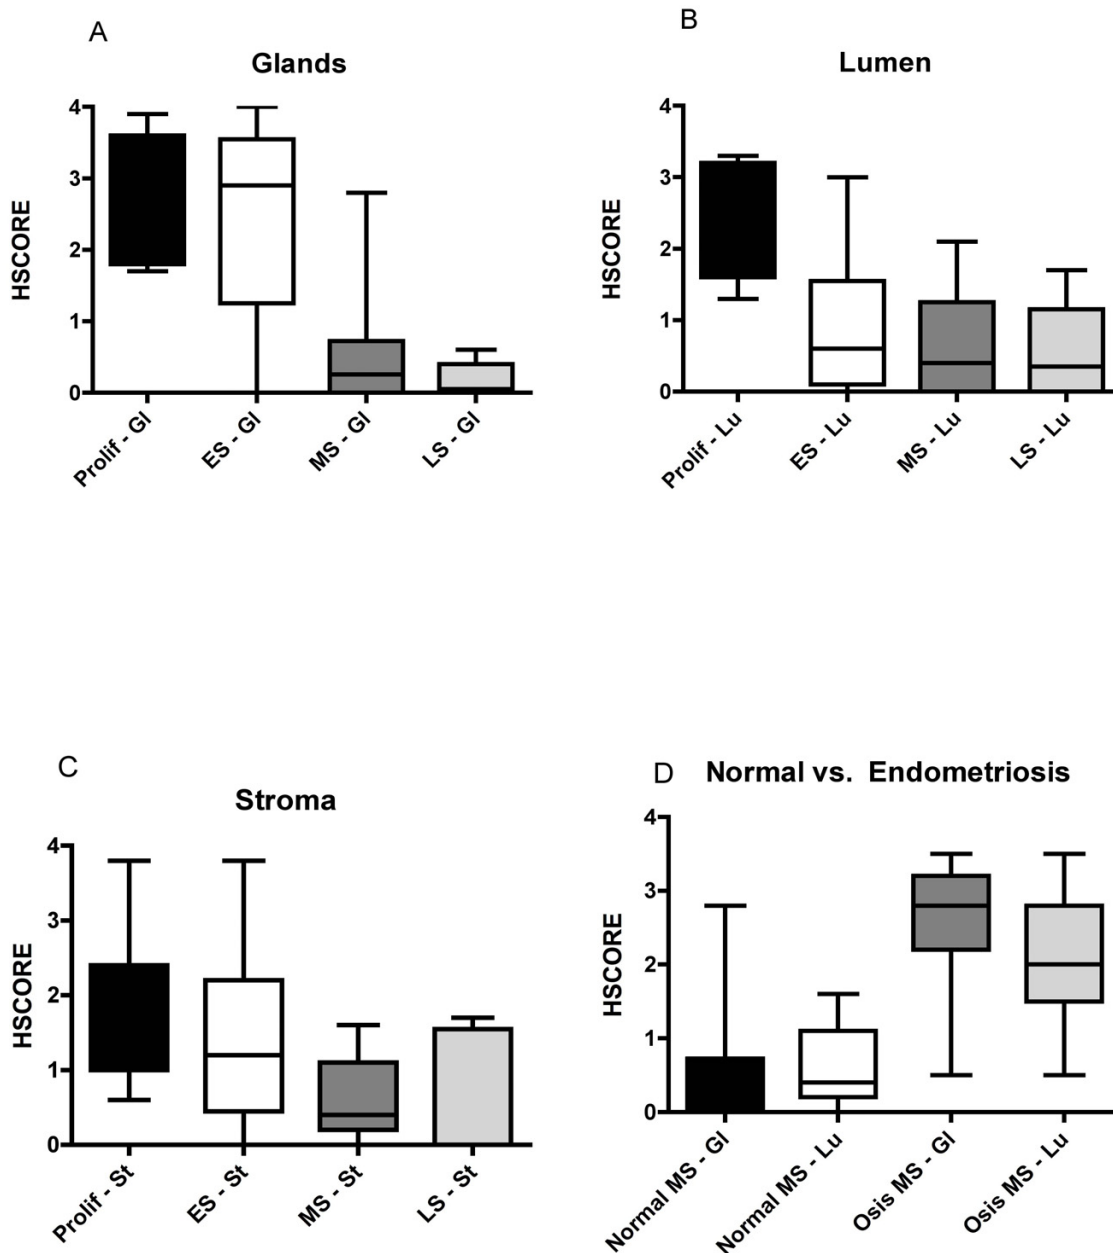 A
Glands
HSCORE
4
3
2
1
0
Prolif - Gl
ES - Gl
MS - Gl
LS - Gl
B
Lumen
HSCORE
4
3
2
1
0
Prolif - Lu
ES - Lu
MS - Lu
LS - Lu
C
Stroma
HSCORE
4
3
2
1
0
Prolif - St
ES - St
MS - St
LS - St
D
Normal vs. Endometriosis
HSCORE
4
3
2
1
0
Normal MS - Gl
Normal MS - Lu
Osis MS - Gl
Osis MS - Lu